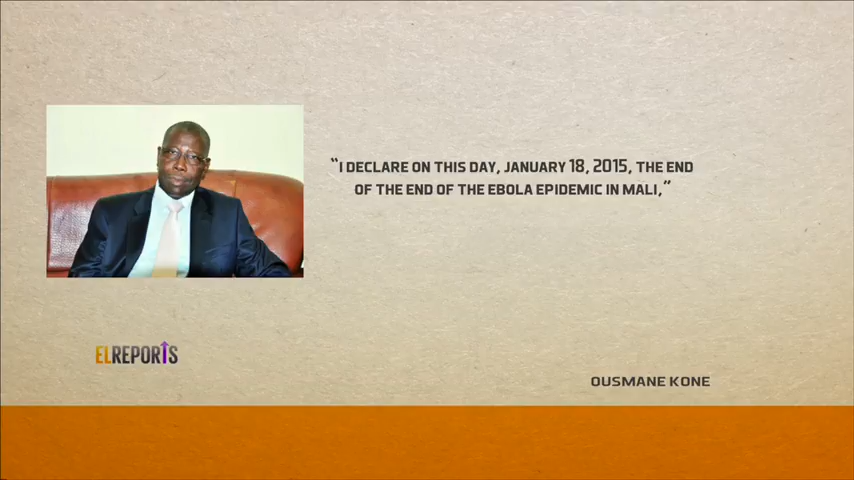 “I DECLARE ON THIS DAY, JANUARY 18, 2015, THE END
OF THE END OF THE EBOLA EPIDEMIC IN MALI,”
ELREPORTS
OUSMANE KONE